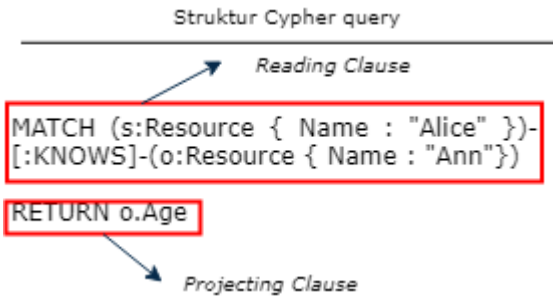 Struktur Cypher query
Reading Clause
MATCH (s:Resource { Name : "Alice" })-
[:KNOWS]-(o:Resource { Name : "Ann"})
RETURN o.Age
Projecting Clause